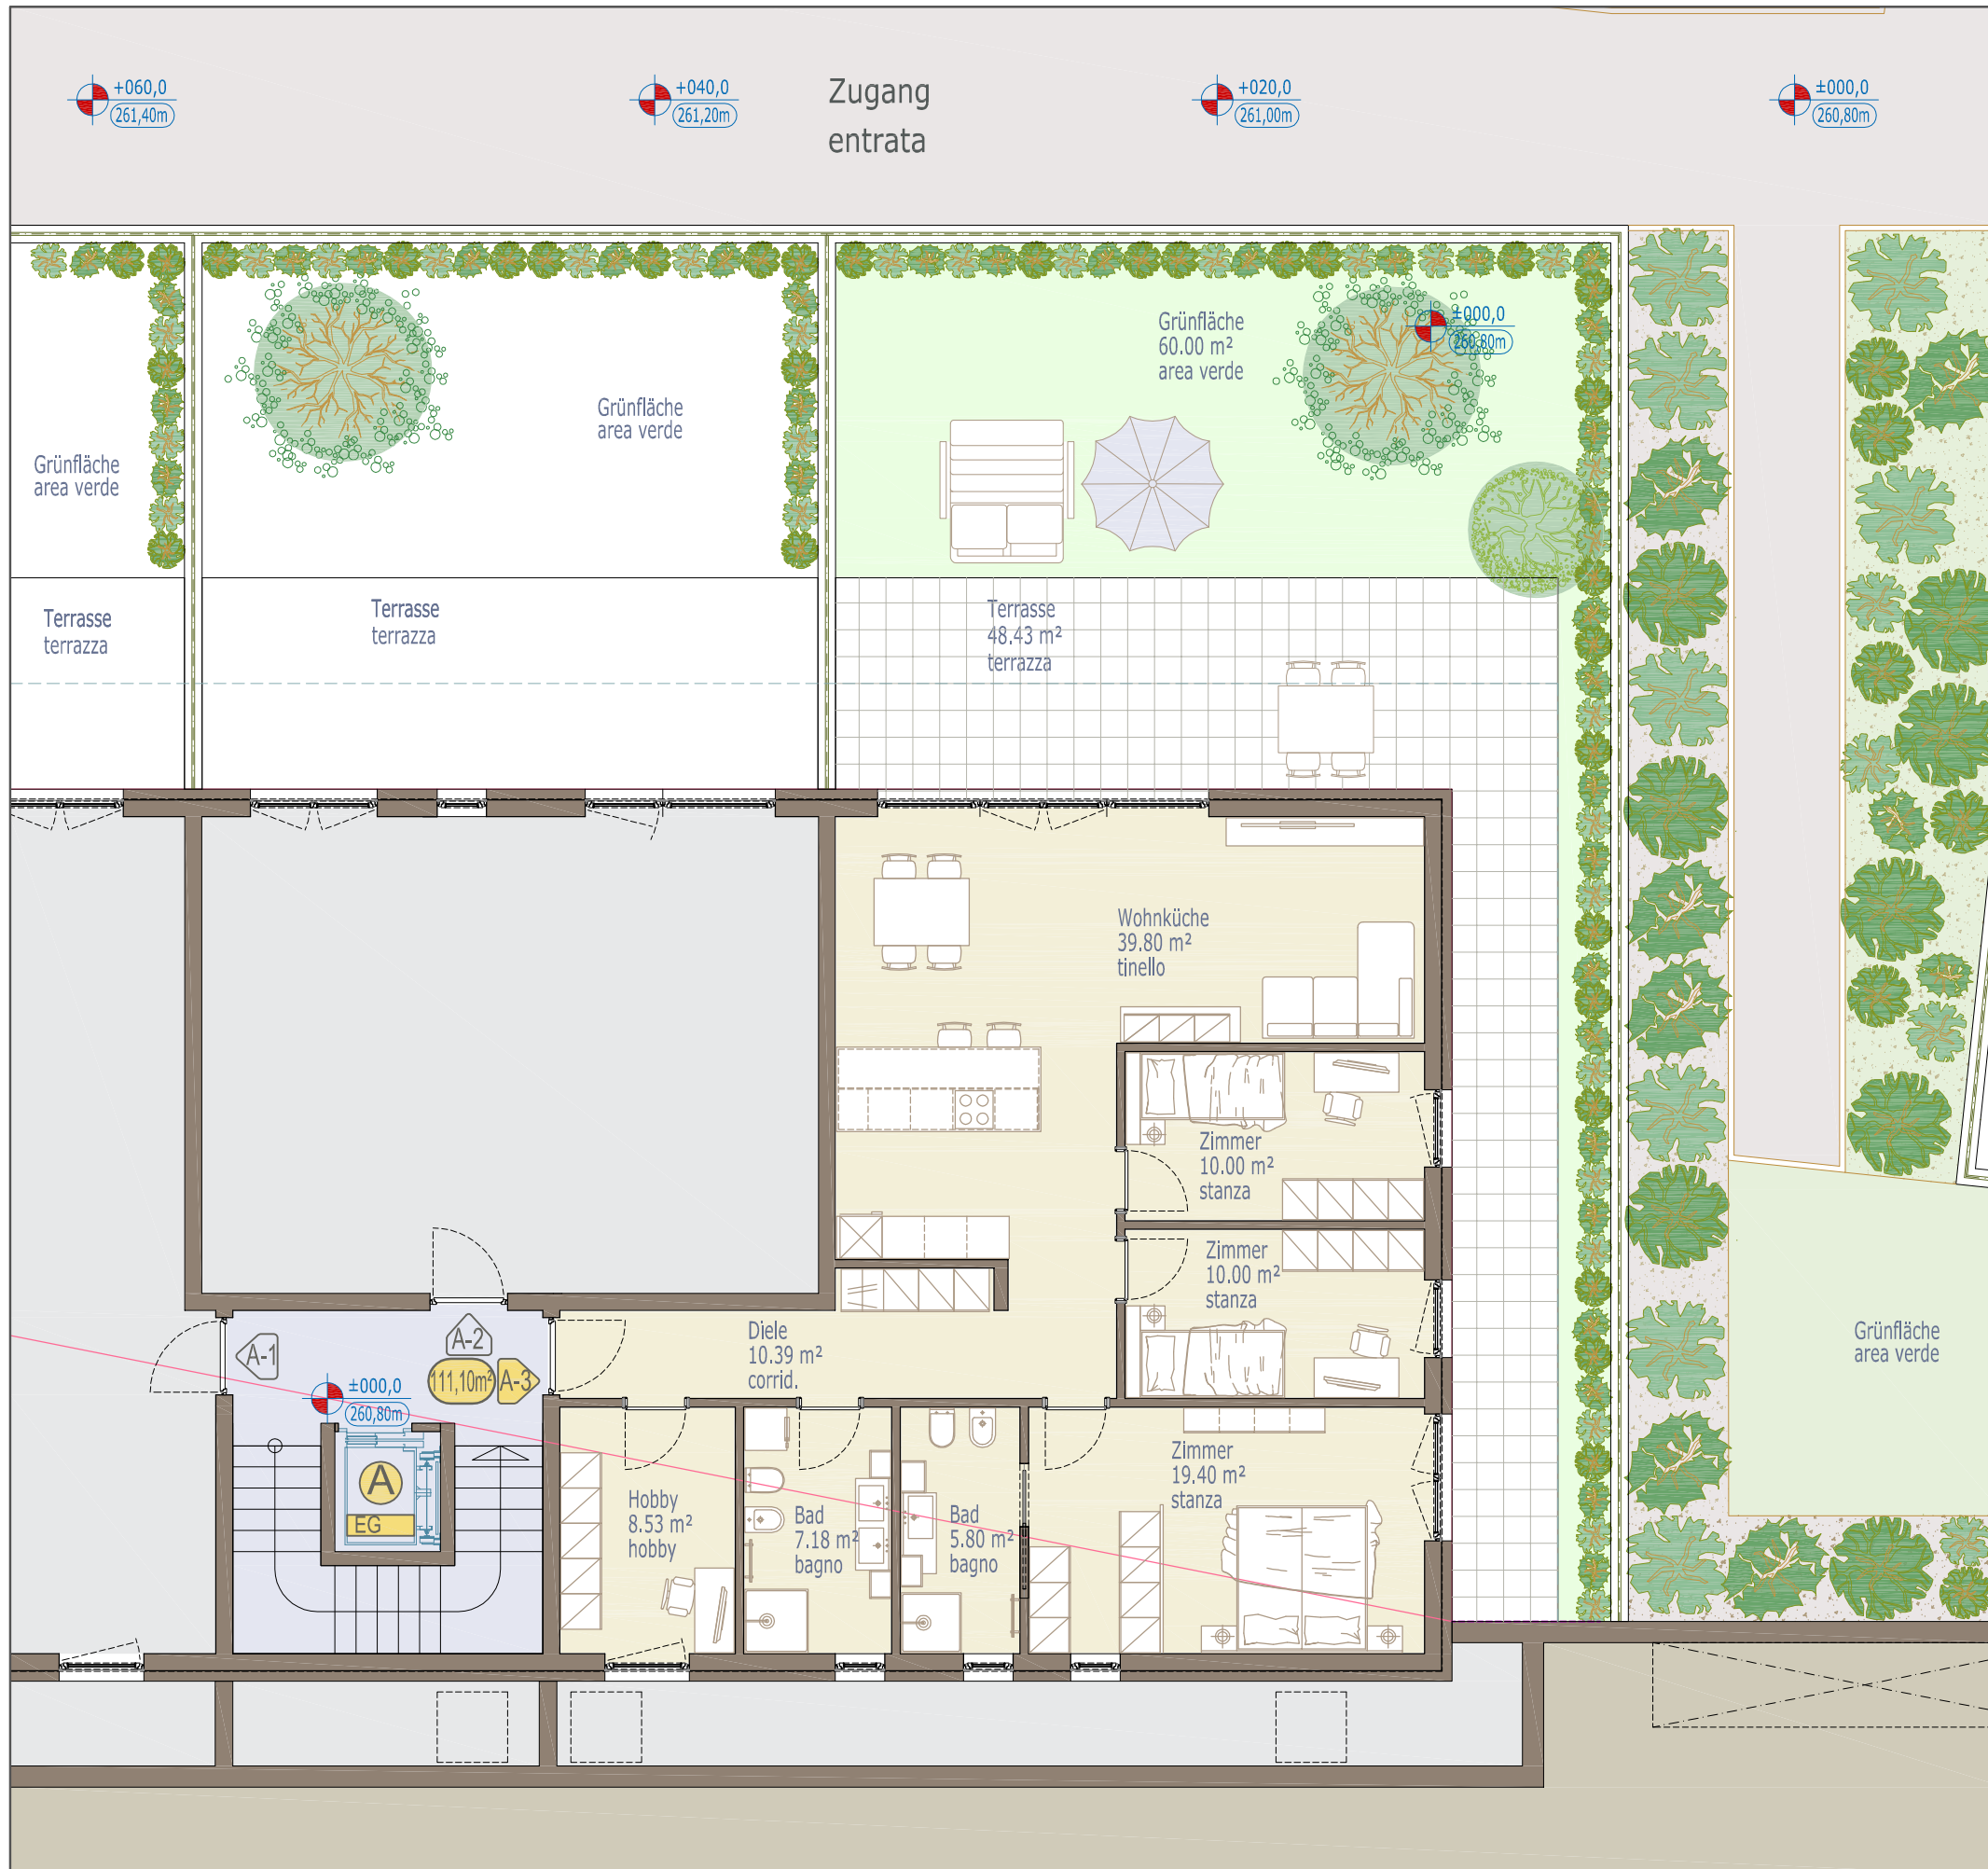 +060,0
261,40m
+040,0
261,20m
Zugang
entrata
+020,0
261,00m
±000,0
260,80m
Grünfläche
60.00 m²
area verde
±000,0
260,80m
Grünfläche
area verde
Grünfläche
area verde
Terrasse
terrazza
Terrasse
terrazza
Terrasse
48.43 m²
terrazza
Wohnküche
39.80 m²
tinello
Zimmer
10.00 m²
stanza
Zimmer
10.00 m²
stanza
Diele
10.39 m²
corrid.
A-1
A-2
111,10m²
A-3
±000,0
260,80m
A
EG
Hobby
8.53 m²
hobby
Bad
7.18 m²
bagno
Bad
5.80 m²
bagno
Zimmer
19.40 m²
stanza
Grünfläche
area verde